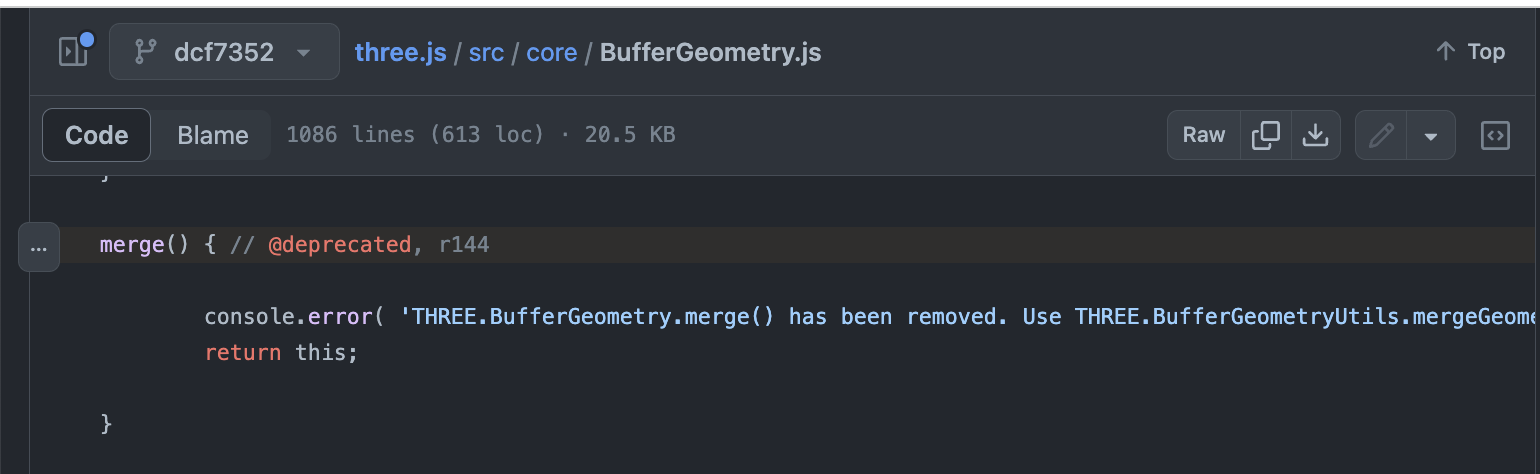 dcf7352 three.js / src / core / BufferGeometry.js Top
Code Blame 1086 lines (613 loc) · 20.5 KB Raw
}
merge() { // @deprecated, r144
console.error( 'THREE.BufferGeometry.merge() has been removed. Use THREE.BufferGeometryUtils.mergeGeome
return this;
}